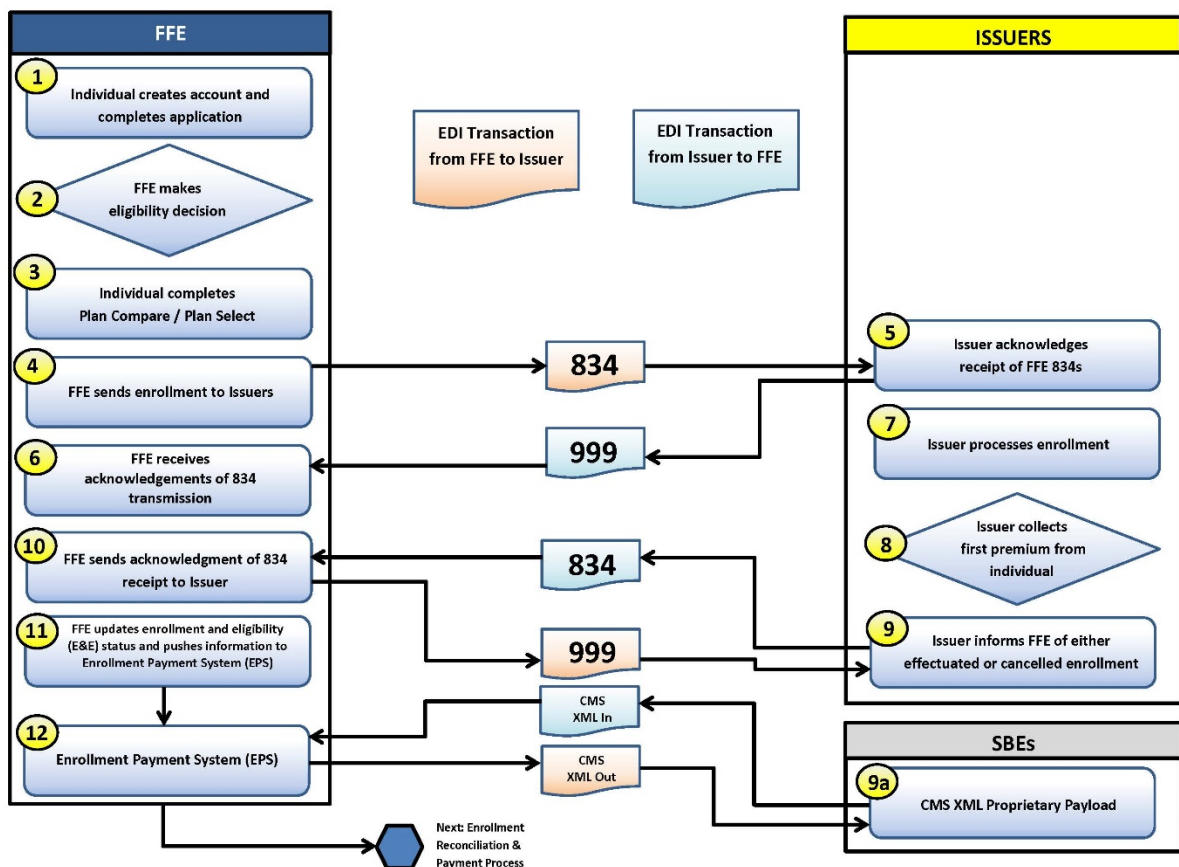 FFE
1
Individual creates account and
completes application
2
FFE makes
eligibility decision
3
Individual completes
Plan Compare / Plan Select
4
FFE sends enrollment to Issuers
6
FFE receives
acknowledgements of 834
transmission
10
FFE sends acknowledgment of 834
receipt to Issuer
11
FFE updates enrollment and eligibility
(E&E) status and pushes information to
Enrollment Payment System (EPS)
12
Enrollment Payment System (EPS)
EDI Transaction
from FFE to Issuer
EDI Transaction
from Issuer to FFE
834
999
834
999
CMS
XML In
CMS
XML Out
Next: Enrollment
Reconciliation &
Payment Process
ISSUERS
5
Issuer acknowledges
receipt of FFE 834s
7
Issuer processes enrollment
8
Issuer collects
first premium from
individual
9
Issuer informs FFE of either
effectuated or cancelled enrollment
SBEs
9a
CMS XML Proprietary Payload